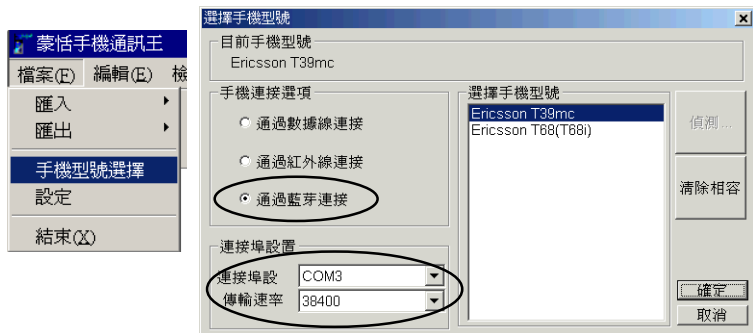 蒙恬手機通訊王
檔案(F) 編輯(E) 檢
匯入
匯出
手機型號選擇
設定
結束(X)
選擇手機型號
目前手機型號
Ericsson T39mc
手機連接選項
通過數據線連接
通過紅外線連接
通過藍芽連接
連接埠設置
連接埠設 COM3
傳輸速率 38400
選擇手機型號
Ericsson T39mc
Ericsson T68(T68i)
偵測...
清除相容
確定
取消